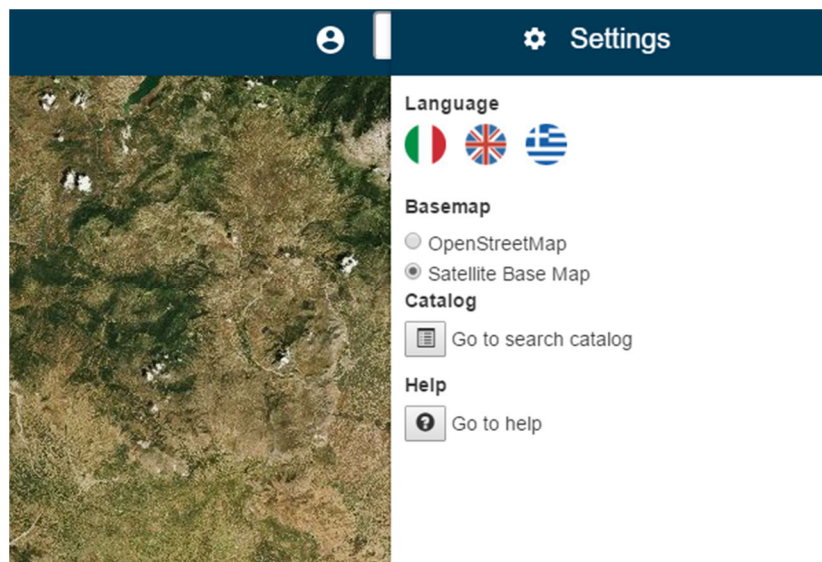 Settings
Language
Basemap
OpenStreetMap
Satellite Base Map
Catalog
Go to search catalog
Help
Go to help